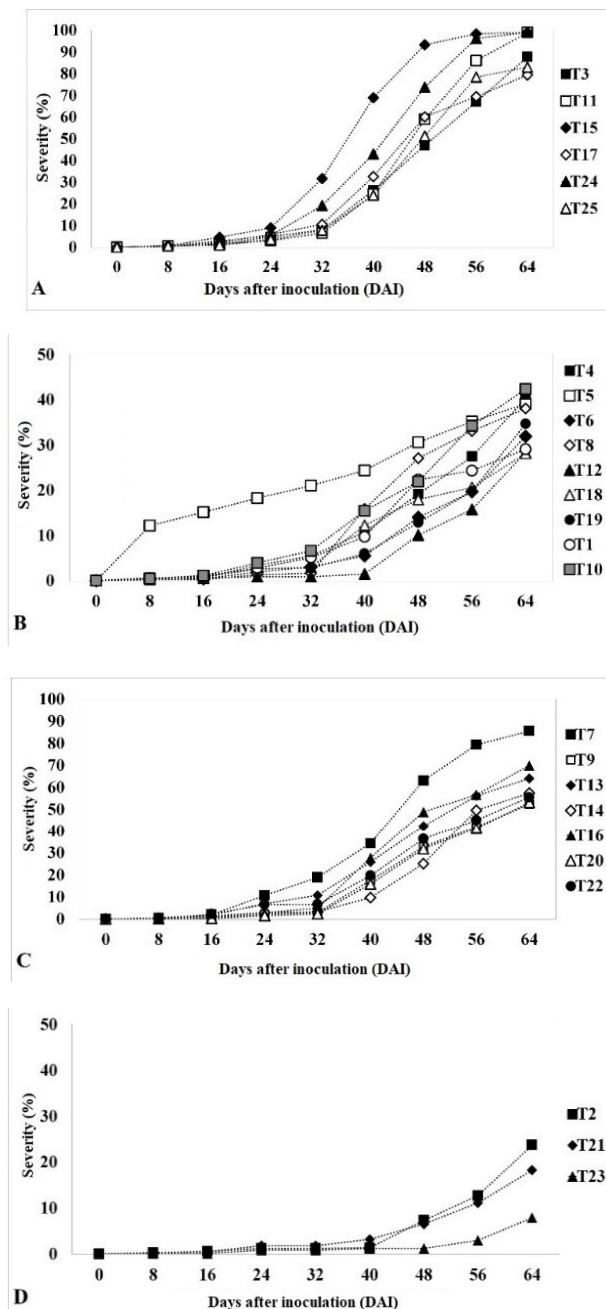 100
90
80
70
60
50
40
30
20
10
0
Severity (%)
0 8 16 24 32 40 48 56 64
Days after inoculation (DAI)
T3
T11
T15
T17
T24
T25
A
50
40
30
20
10
0
Severity (%)
0 8 16 24 32 40 48 56 64
Days after inoculation (DAI)
T4
T5
T6
T8
T12
T18
T19
T1
T10
B
100
90
80
70
60
50
40
30
20
10
0
Severity (%)
0 8 16 24 32 40 48 56 64
Days after inoculation (DAI)
T7
T9
T13
T14
T16
T20
T22
C
50
40
30
20
10
0
Severity (%)
0 8 16 24 32 40 48 56 64
Days after inoculation (DAI)
T2
T21
T23
D